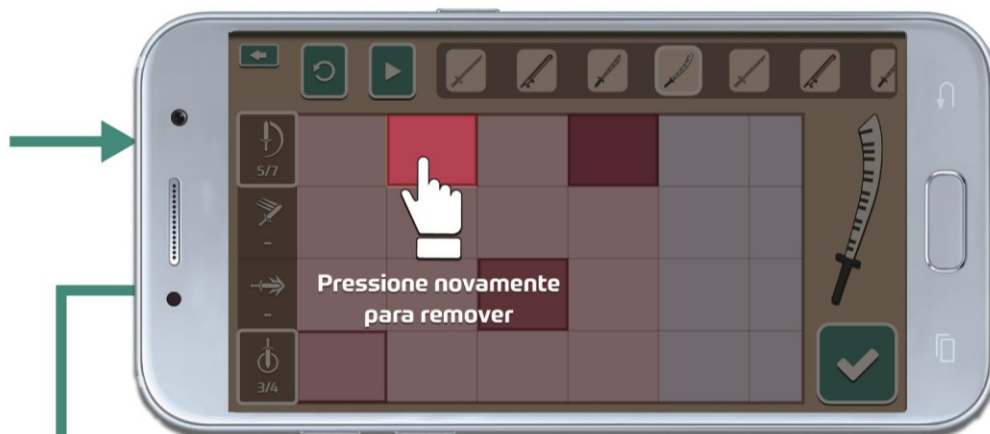 5/7
-
-
3/4
Pressione novamente
para remover